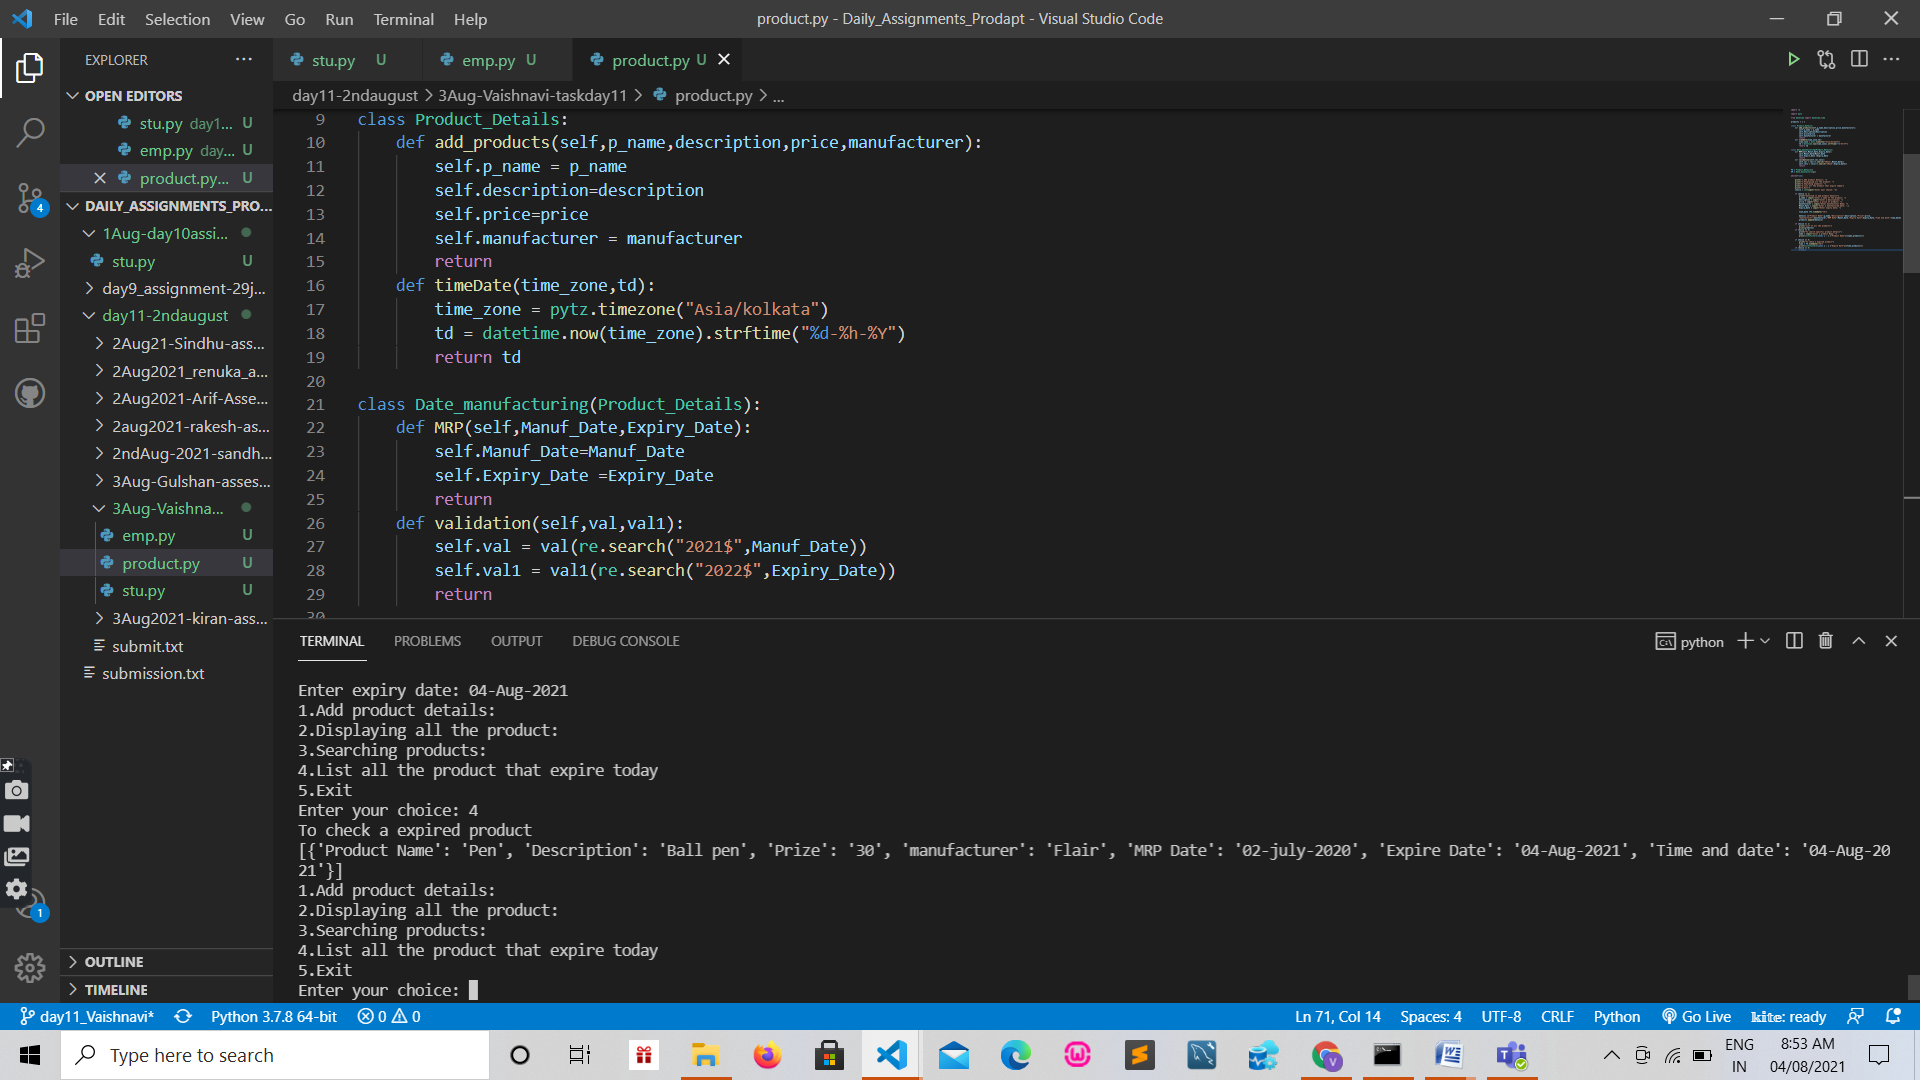 File Edit Selection View Go Run Terminal Help
product.py - Daily_Assignments_Prodapt - Visual Studio Code
EXPLORER ...
OPEN EDITORS
stu.py day1... U
emp.py day... U
product.py... U
DAILY_ASSIGNMENTS_PRO...
1Aug-day10assi...
stu.py U
day9_assignment-29j...
day11-2ndaugust
2Aug21-Sindhu-ass...
2Aug2021_renuka_a...
2Aug2021-Arif-Asse...
2aug2021-rakesh-as...
2ndAug-2021-sandh...
3Aug-Gulshan-asses...
3Aug-Vaishna...
emp.py U
product.py U
stu.py U
3Aug2021-kiran-ass...
submit.txt
submission.txt
OUTLINE
TIMELINE
stu.py U emp.py U product.py U
day11-2ndaugust > 3Aug-Vaishnavi-taskday11 > product.py > ...
9 class Product_Details:
10 def add_products(self,p_name,description,price,manufacturer):
11 self.p_name = p_name
12 self.description=description
13 self.price=price
14 self.manufacturer = manufacturer
15 return
16 def timeDate(time_zone,td):
17 time_zone = pytz.timezone("Asia/kolkata")
18 td = datetime.now(time_zone).strftime("%d-%h-%Y")
19 return td
20
21 class Date_manufacturing(Product_Details):
22 def MRP(self,Manuf_Date,Expiry_Date):
23 self.Manuf_Date=Manuf_Date
24 self.Expiry_Date =Expiry_Date
25 return
26 def validation(self,val,val1):
27 self.val = val(re.search("2021$",Manuf_Date))
28 self.val1 = val1(re.search("2022$",Expiry_Date))
29 return
30
TERMINAL PROBLEMS OUTPUT DEBUG CONSOLE
python
Enter expiry date: 04-Aug-2021
1.Add product details:
2.Displaying all the product:
3.Searching products:
4.List all the product that expire today
5.Exit
Enter your choice: 4
To check a expired product
[{'Product Name': 'Pen', 'Description': 'Ball pen', 'Prize': '30', 'manufacturer': 'Flair', 'MRP Date': '02-july-2020', 'Expire Date': '04-Aug-2021', 'Time and date': '04-Aug-20
21'}]
1.Add product details:
2.Displaying all the product:
3.Searching products:
4.List all the product that expire today
5.Exit
Enter your choice:
4
1
day11_Vaishnavi* Python 3.7.8 64-bit 0 0
Ln 71, Col 14 Spaces: 4 UTF-8 CRLF Python Go Live kite: ready
Type here to search
ENG
IN
8:53 AM
04/08/2021